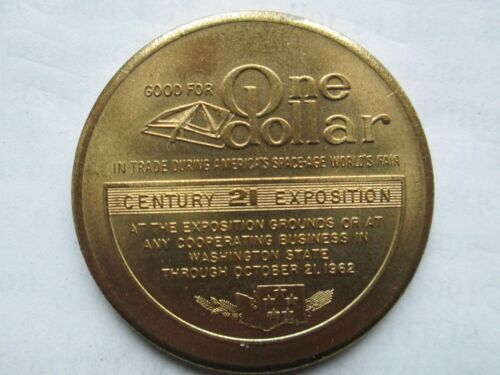 GOOD FOR One
dollar
IN TRADE DURING AMERICA'S SPACE-AGE WORLD'S FAIR
CENTURY 21 EXPOSITION
AT THE EXPOSITION GROUNDS OR AT
ANY COOPERATING BUSINESS IN
WASHINGTON STATE
THROUGH OCTOBER 21, 1962